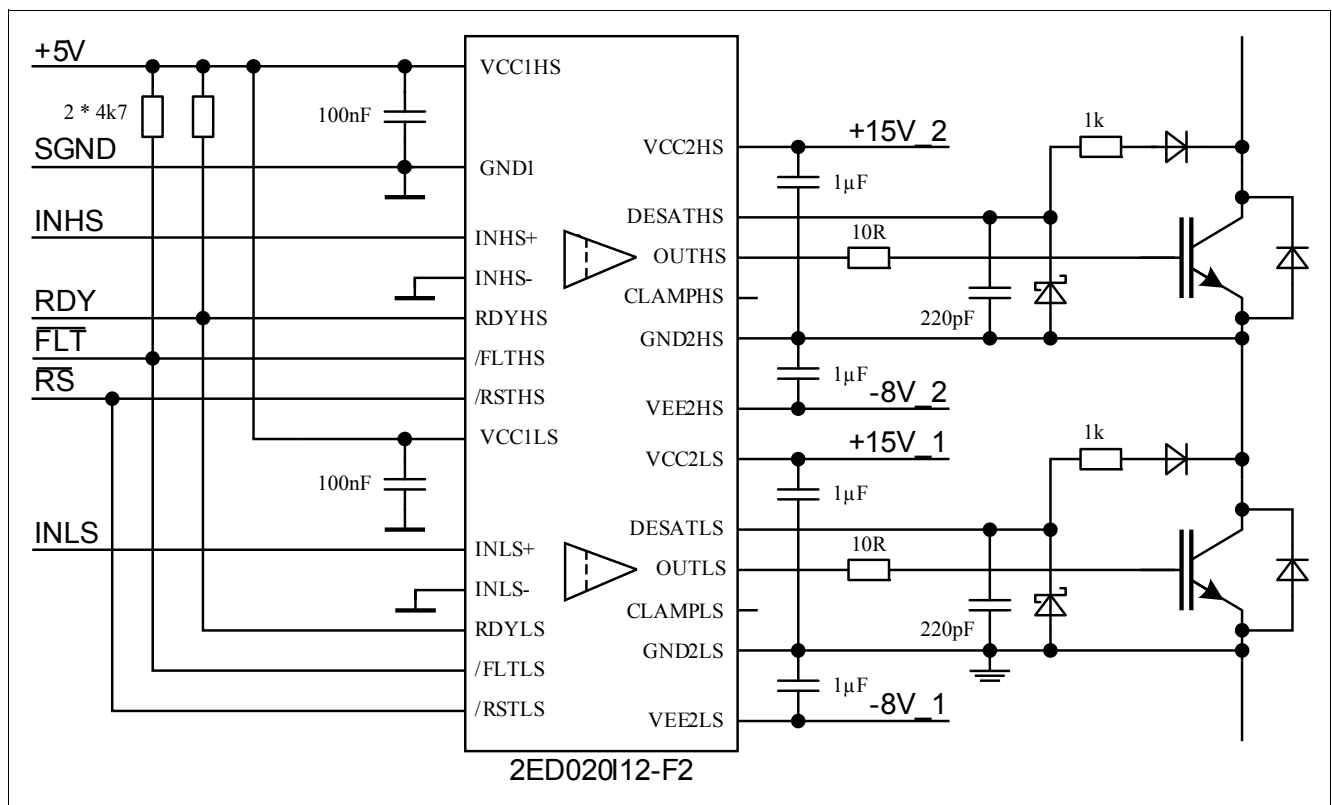 +5V
2 * 4k7
100nF
SGND
INHS
RDY
FLT
RS
100nF
INLS
VCC1HS
GND1
INHS+
INHS-
RDYHS
/FLTHS
/RSTHS
VCC1LS
INLS+
INLS-
RDYLS
/FLTLS
/RSTLS
VCC2HS
DESATHS
OUTHS
CLAMPHS
GND2HS
VEE2HS
VCC2LS
DESATLS
OUTLS
CLAMPLS
GND2LS
VEE2LS
+15V_2
1µF
1k
10R
220pF
1µF
-8V_2
+15V_1
1µF
1k
10R
220pF
1µF
-8V_1
2ED020I12-F2